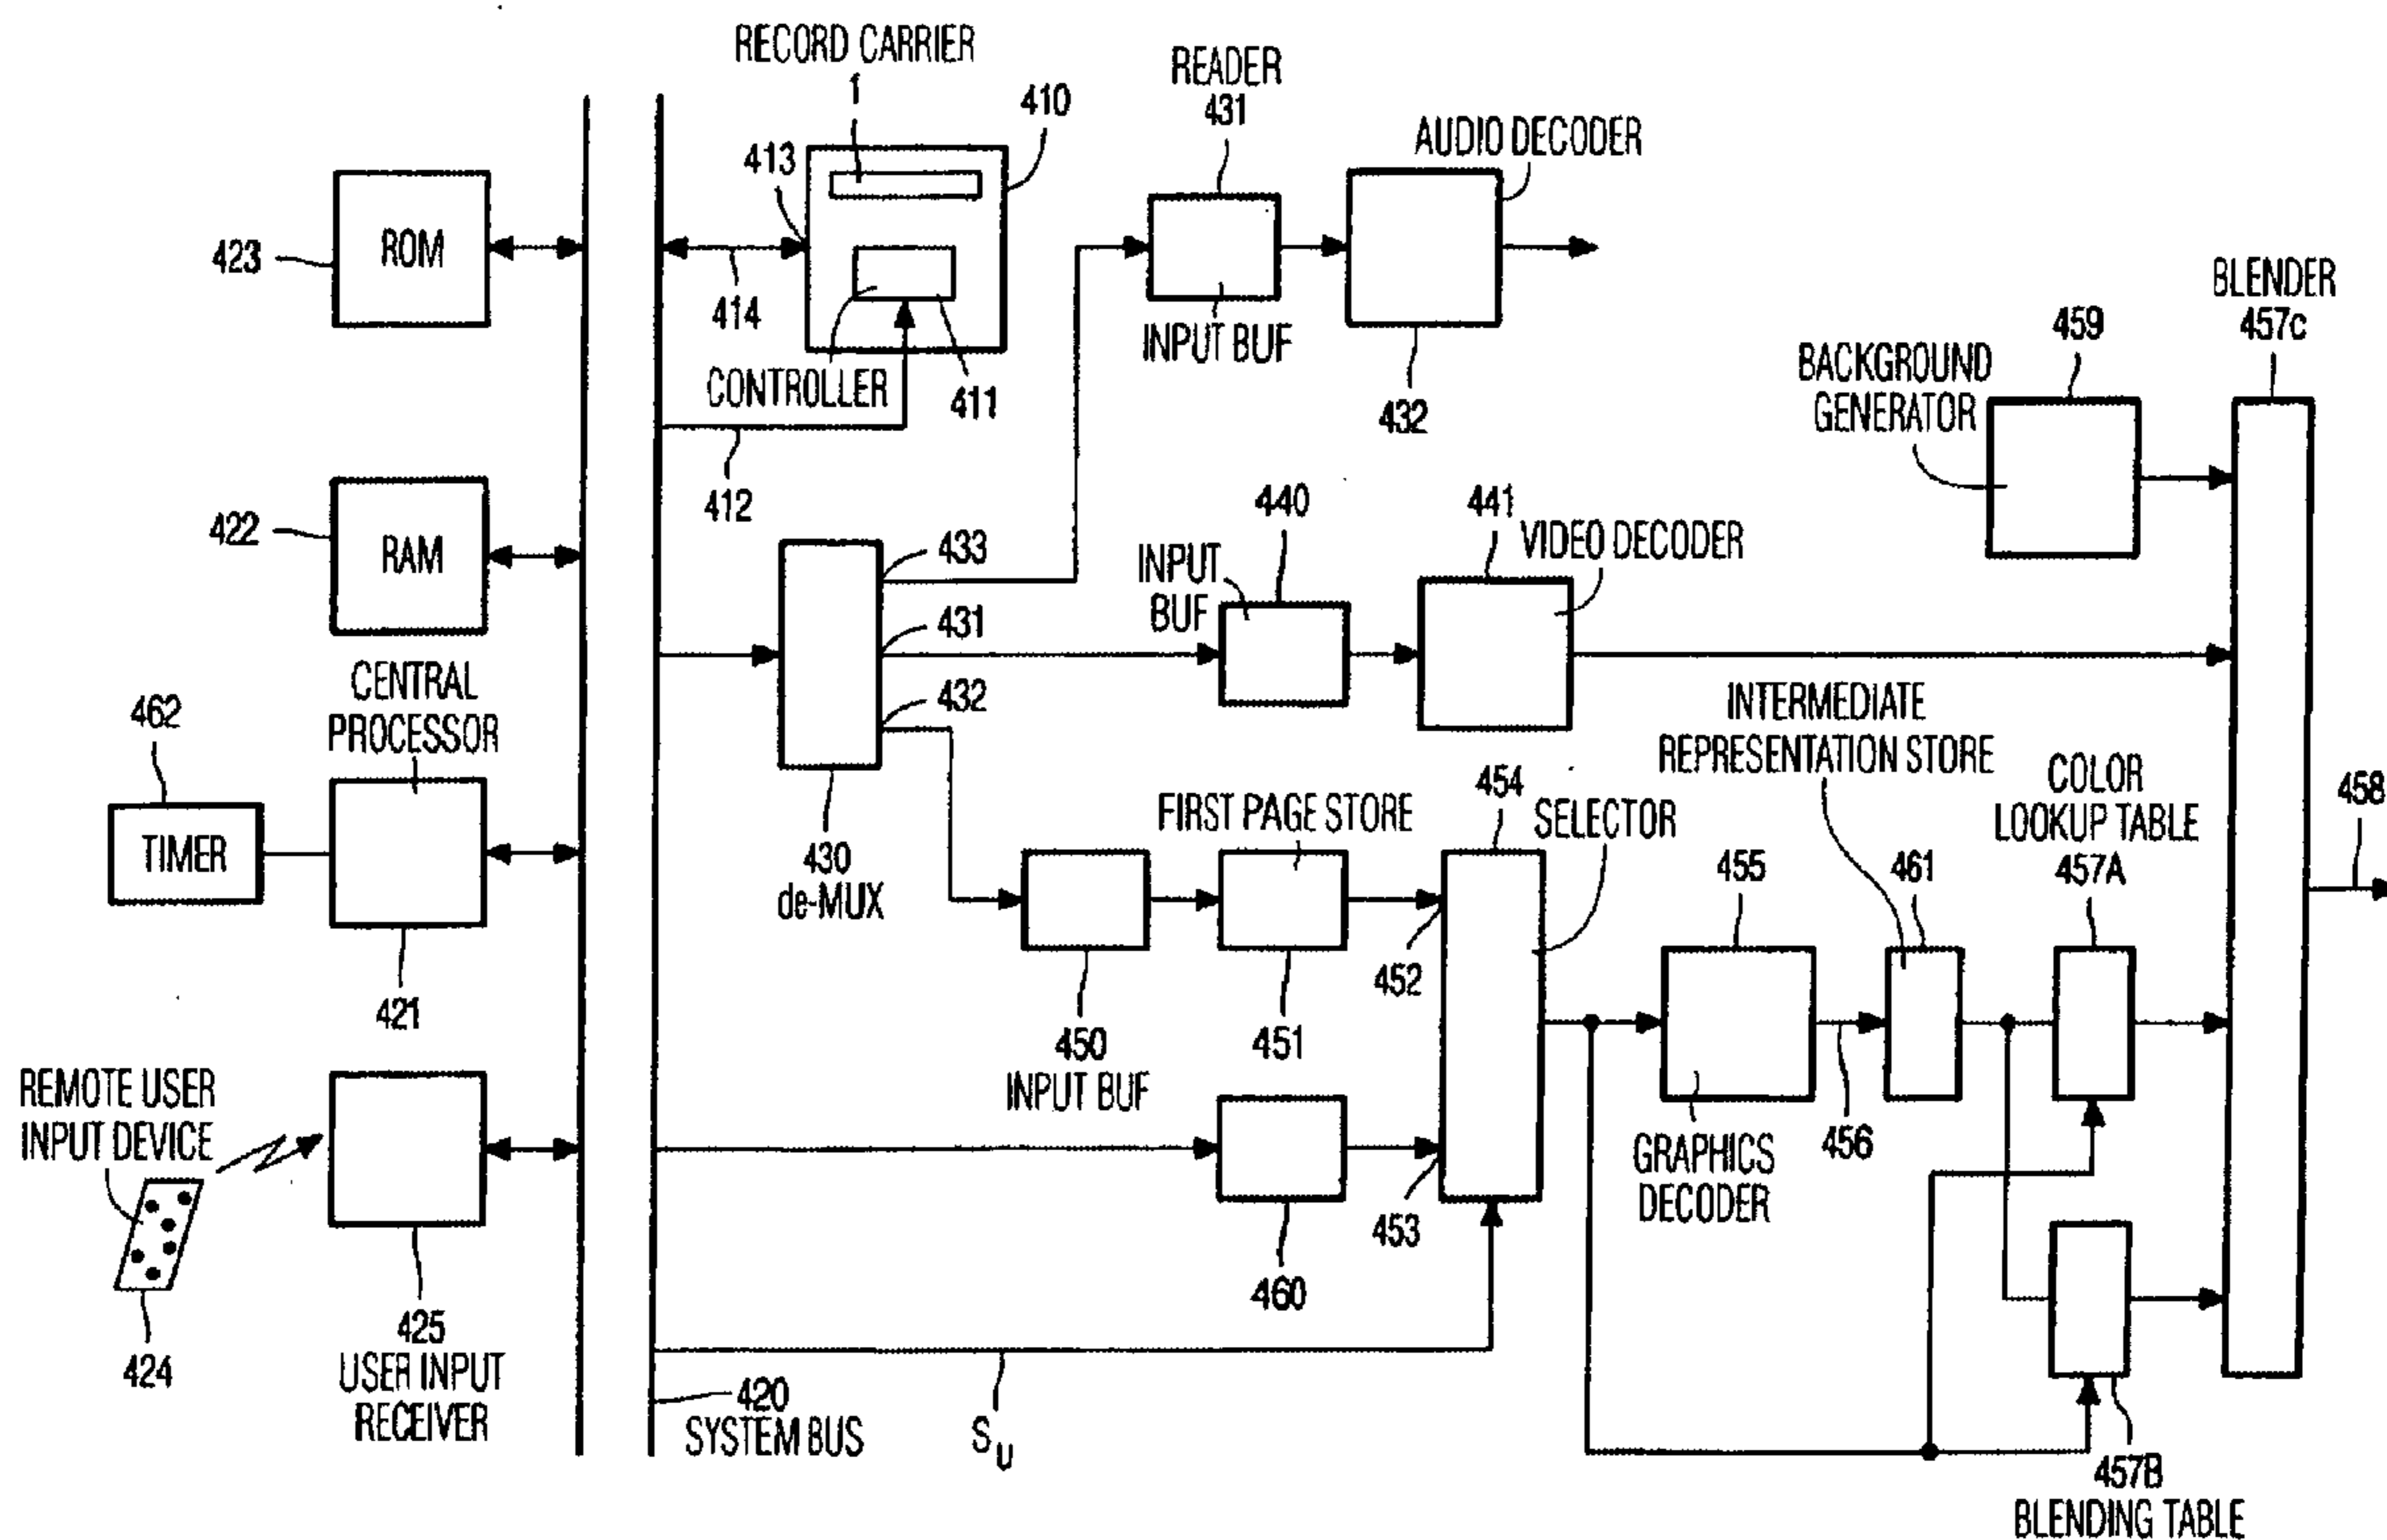 RECORD CARRIER
1
410
413
414
CONTROLLER
411
412
READER
431
INPUT BUF
AUDIO DECODER
432
423
ROM
422
RAM
CENTRAL
PROCESSOR
462
TIMER
421
REMOTE USER
INPUT DEVICE
424
425
USER INPUT
RECEIVER
420
SYSTEM BUS
433
431
432
430
de-MUX
INPUT
BUF
440
441
VIDEO DECODER
459
BACKGROUND
GENERATOR
BLENDER
457c
FIRST PAGE STORE
450
INPUT BUF
451
452
453
454
SELECTOR
460
SU
455
GRAPHICS
DECODER
456
INTERMEDIATE
REPRESENTATION STORE
461
COLOR
LOOKUP TABLE
457A
457B
BLENDING TABLE
458